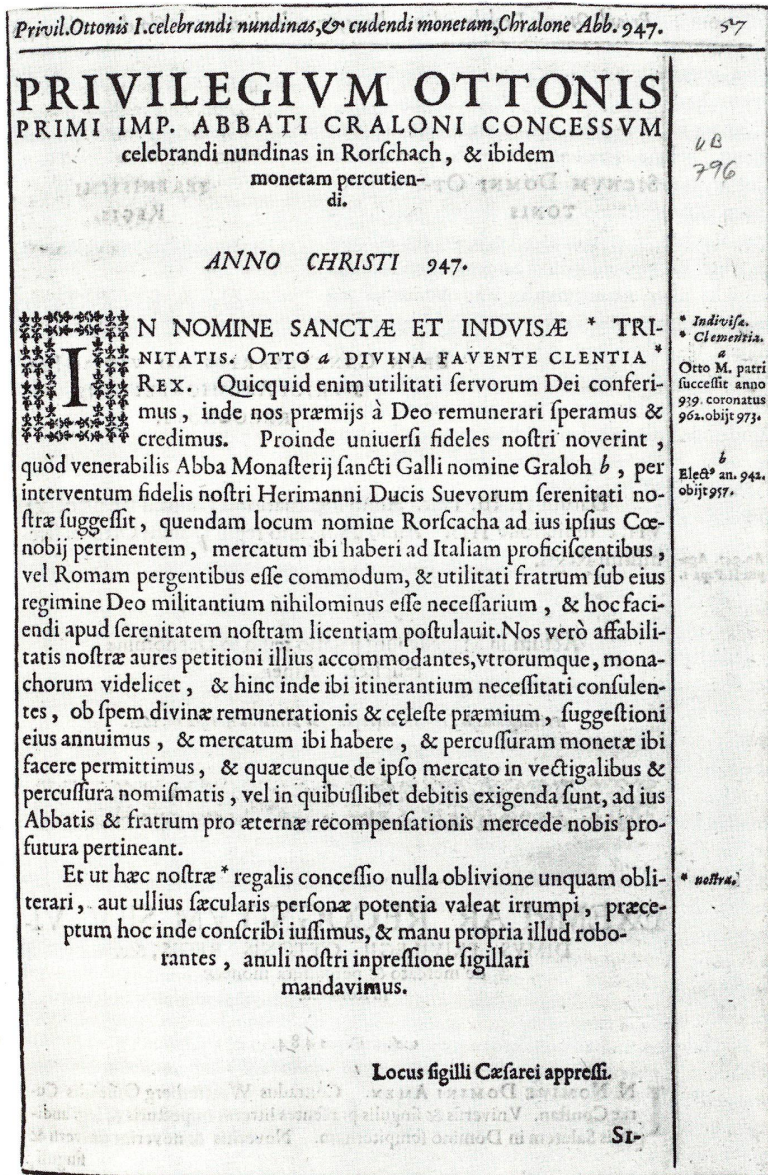 Privil.Ottonis I.celebrandi nundinas,& cudendi monetam,Chralone Abb.947.
57
PRIVILEGIVM OTTONIS
PRIMI IMP. ABBATI CRALONI CONCESSVM
celebrandi nundinas in Rorſchach, & ibidem
monetam percutien-
di.
UB
796
ANNO CHRISTI 947.
IN NOMINE SANCTÆ ET INDVISÆ * TRI-
NITATIS. OTTO a DIVINA FAVENTE CLENTIA *
REX. Quicquid enim utilitati ſervorum Dei conferi-
mus, inde nos præmijs à Deo remunerari ſperamus &
credimus. Proinde uniuerſi fideles noſtri noverint,
quòd venerabilis Abba Monaſterij ſancti Galli nomine Graloh b, per
interventum fidelis noſtri Herimanni Ducis Suevorum ſerenitati no-
ſtræ ſuggeſſit, quendam locum nomine Rorſcacha ad ius ipſius Cœ-
nobij pertinentem, mercatum ibi haberi ad Italiam proficiſcentibus,
vel Romam pergentibus eſſe commodum, & utilitati fratrum ſub eius
regimine Deo militantium nihilominus eſſe neceſſarium, & hoc faci-
endi apud ſerenitatem noſtram licentiam poſtulauit.Nos verò affabili-
tatis noſtræ aures petitioni illius accommodantes,vtrorumque, mona-
chorum videlicet, & hinc inde ibi itinerantium neceſſitati conſulen-
tes, ob ſpem divinæ remunerationis & cęleſte præmium, ſuggeſtioni
eius annuimus, & mercatum ibi habere, & percuſſuram monetæ ibi
facere permittimus, & quæcunque de ipſo mercato in vectigalibus &
percuſſura nomiſmatis, vel in quibuſlibet debitis exigenda ſunt, ad ius
Abbatis & fratrum pro æternæ recompenſationis mercede nobis pro-
futura pertineant.
Et ut hæc noſtræ * regalis conceſſio nulla oblivione unquam obli-
terari, aut ullius ſæcularis perſonæ potentia valeat irrumpi, præce-
ptum hoc inde conſcribi iuſſimus, & manu propria illud robo-
rantes, anuli noſtri inpreſſione ſigillari
mandavimus.
Locus ſigilli Cæſarei appreſſi.
SI-
* Indiviſæ.
* Clementia.
a
Otto M. patri
ſucceſſit anno
939. coronatus
962.obijt 973.
b
Elect⁹ an. 942.
obijt 957.
* noſtra.